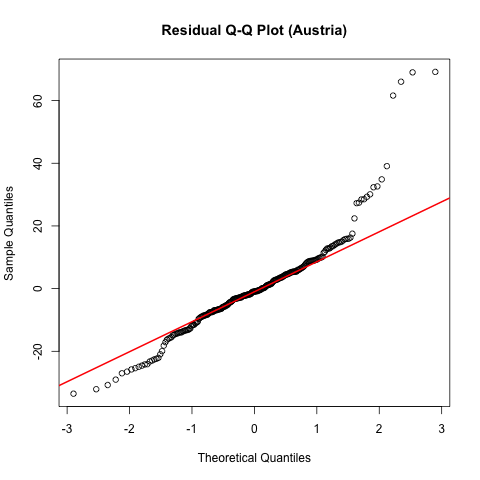 Residual Q-Q Plot (Austria)
60
40
20
0
-20
Sample Quantiles
-3 -2 -1 0 1 2 3
Theoretical Quantiles